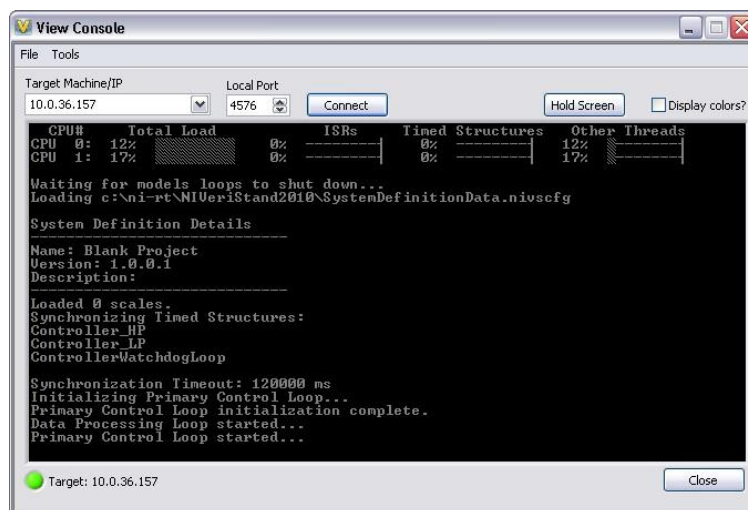 View Console
File Tools
Target Machine/IP Local Port
10.0.36.157 4576 Connect Hold Screen Display colors?
CPU# Total Load ISRs Timed Structures Other Threads
CPU 0: 12% 0% 0% 12%
CPU 1: 17% 0% 0% 17%
Waiting for models loops to shut down...
Loading c:\ni-rt\NIVeriStand2010\SystemDefinitionData.nivscfg
System Definition Details
Name: Blank Project
Version: 1.0.0.1
Description:
Loaded 0 scales.
Synchronizing Timed Structures:
Controller_HP
Controller_LP
ControllerWatchdogLoop
Synchronization Timeout: 120000 ms
Initializing Primary Control Loop...
Primary Control Loop initialization complete.
Data Processing Loop started...
Primary Control Loop started...
Target: 10.0.36.157 Close